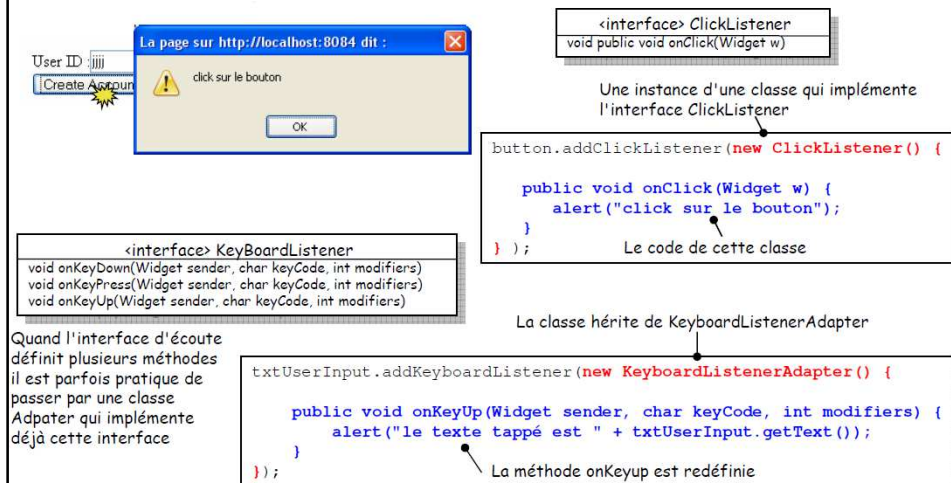 La page sur http://localhost:8084 dit :
User ID : jjjj
Create Accoun
click sur le bouton
OK
<interface> ClickListener
void public void onClick(Widget w)
Une instance d'une classe qui implémente
l'interface ClickListener
button.addClickListener(new ClickListener() {
public void onClick(Widget w) {
alert("click sur le bouton");
}
} );
Le code de cette classe
<interface> KeyBoardListener
void onKeyDown(Widget sender, char keyCode, int modifiers)
void onKeyPress(Widget sender, char keyCode, int modifiers)
void onKeyUp(Widget sender, char keyCode, int modifiers)
Quand l'interface d'écoute
définit plusieurs méthodes
il est parfois pratique de
passer par une classe
Adpater qui implémente
déjà cette interface
La classe hérite de KeyboardListenerAdapter
txtUserInput.addKeyboardListener(new KeyboardListenerAdapter() {
public void onKeyUp(Widget sender, char keyCode, int modifiers) {
alert("le texte tappé est " + txtUserInput.getText());
}
});
La méthode onKeyup est redéfinie